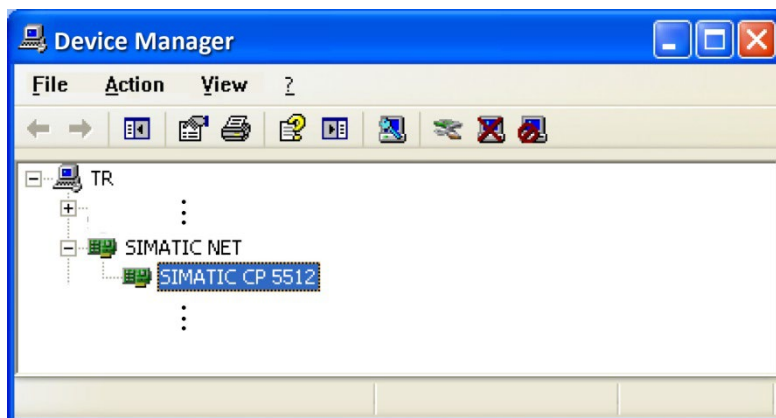 Device Manager
File Action View ?
TR
SIMATIC NET
SIMATIC CP 5512